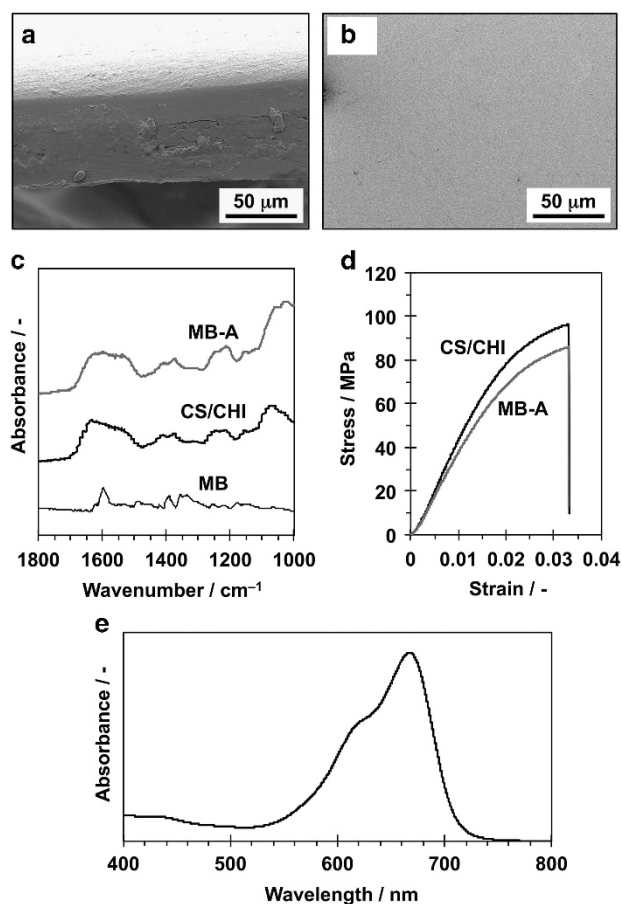 a
50 μm
b
50 μm
c
MB-A
CS/CHI
MB
Absorbance / -
1800 1600 1400 1200 1000
Wavenumber / cm⁻¹
d
120
100
80
60
40
20
0
Stress / MPa
CS/CHI
MB-A
0 0.01 0.02 0.03 0.04
Strain / -
e
Absorbance / -
400 500 600 700 800
Wavelength / nm